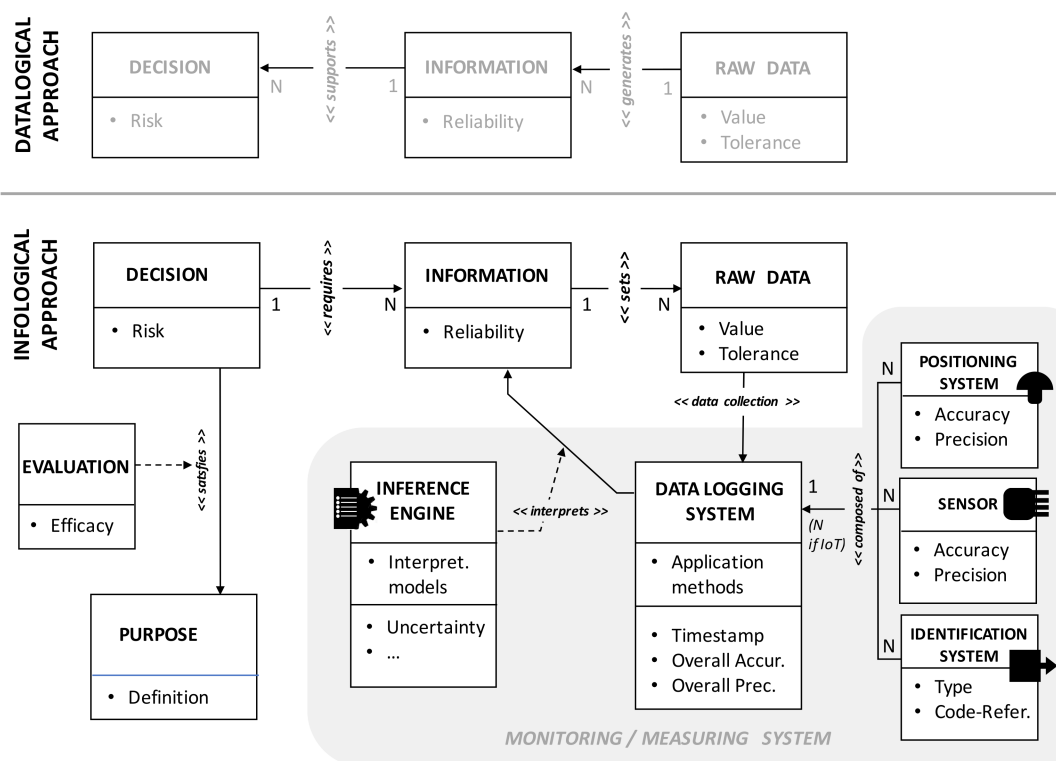 DATALOGICAL
APPROACH
DECISION
• Risk
N
<< supports >>
1
INFORMATION
• Reliability
N
<< generates >>
1
RAW DATA
• Value
• Tolerance
INFOLOGICAL
APPROACH
DECISION
• Risk
1
<< requires >>
N
INFORMATION
• Reliability
1
<< sets >>
N
RAW DATA
• Value
• Tolerance
<< data collection >>
EVALUATION
• Efficacy
<< satsfies >>
PURPOSE
• Definition
INFERENCE
ENGINE
• Interpret.
models
• Uncertainty
• ...
<< interprets >>
DATA LOGGING
SYSTEM
• Application
methods
• Timestamp
• Overall Accur.
• Overall Prec.
1
(N
if IoT)
<< composed of >>
N
POSITIONING
SYSTEM
• Accuracy
• Precision
N
SENSOR
• Accuracy
• Precision
N
IDENTIFICATION
SYSTEM
• Type
• Code-Refer.
MONITORING / MEASURING SYSTEM